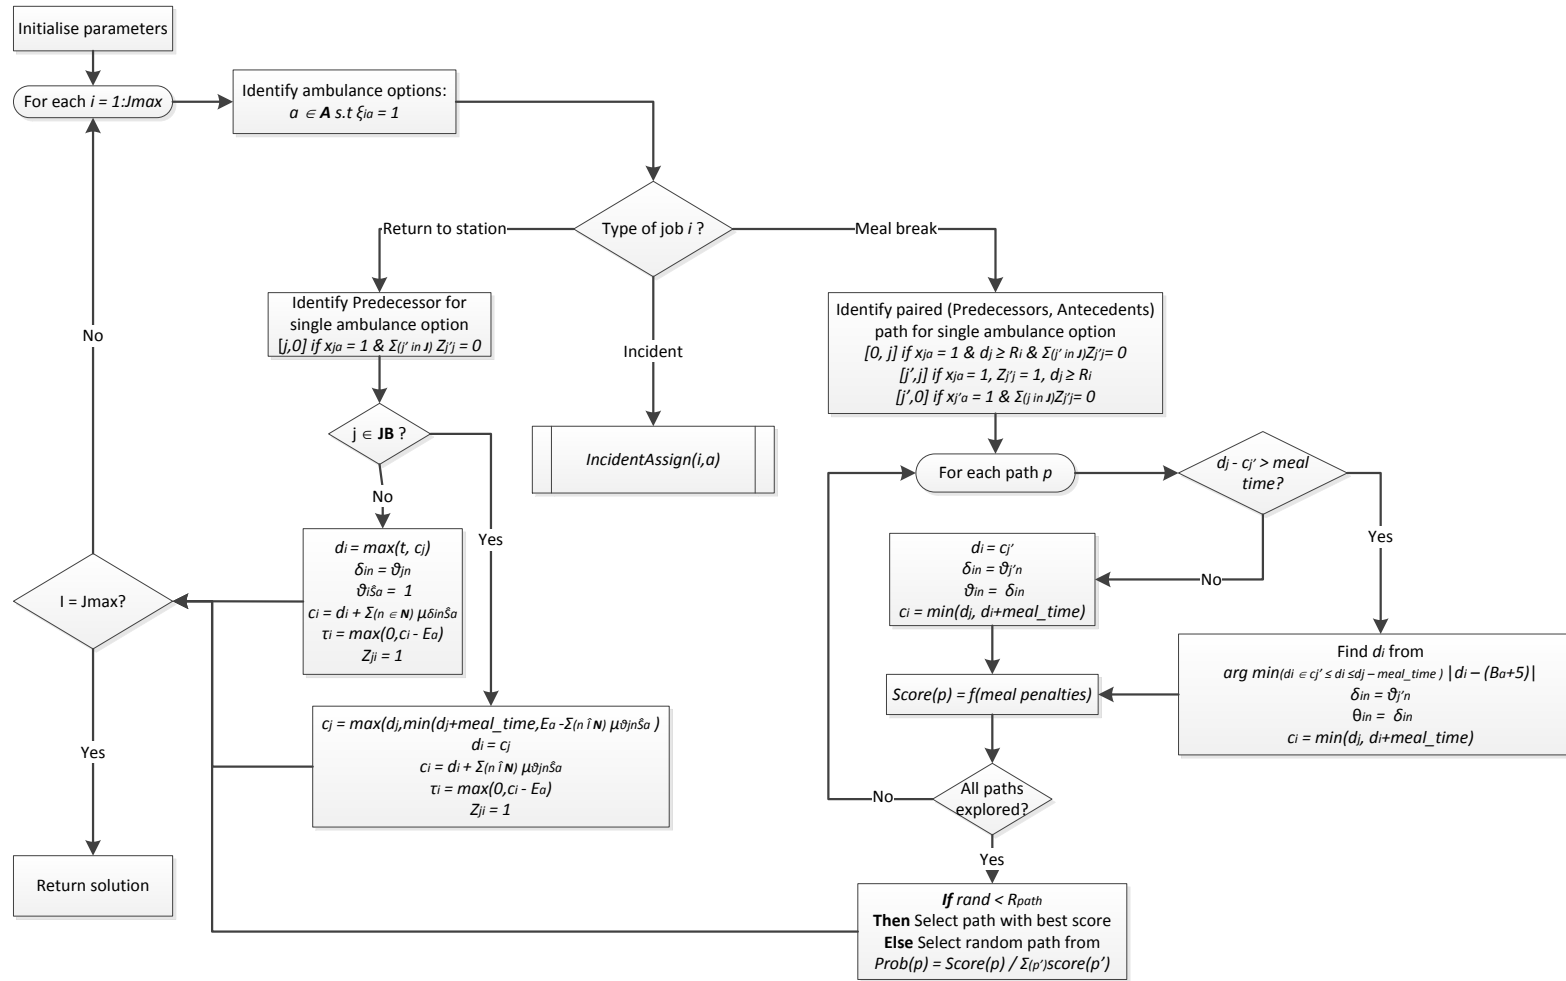 Initialise parameters
For each i = 1:Jmax
Identify ambulance options:
a ∈ A s.t ξia = 1
Type of job i ?
Return to station
Meal break
Incident
Identify Predecessor for
single ambulance option
[j,0] if xja = 1 & Σ(j' in J) Zj'j = 0
j ∈ JB ?
No
Yes
di = max(t, cj)
δin = ϑjn
ϑiŜa = 1
ci = di + Σ(n ∈ N) μδinŜa
τi = max(0,ci - Ea)
Zji = 1
cj = max(dj,min(dj+meal_time,Ea -Σ(n î N) μϑjnŜa )
di = cj
ci = di + Σ(n î N) μϑjnŜa
τi = max(0,ci - Ea)
Zji = 1
IncidentAssign(i,a)
Identify paired (Predecessors, Antecedents)
path for single ambulance option
[0, j] if xja = 1 & dj ≥ Ri & Σ(j' in J)Zj'j= 0
[j',j] if xja = 1, Zj'j = 1, dj ≥ Ri
[j',0] if xj'a = 1 & Σ(j in J)Zj'j= 0
For each path p
dj - cj' > meal
time?
No
Yes
di = cj'
δin = ϑj'n
ϑin = δin
ci = min(dj, di+meal_time)
Find di from
arg min(di ∈ cj' ≤ di ≤dj – meal_time ) |di – (Ba+5)|
δin = ϑj'n
θin = δin
ci = min(dj, di+meal_time)
Score(p) = f(meal penalties)
All paths
explored?
No
Yes
If rand < Rpath
Then Select path with best score
Else Select random path from
Prob(p) = Score(p) / Σ(p')score(p')
I = Jmax?
No
Yes
Return solution